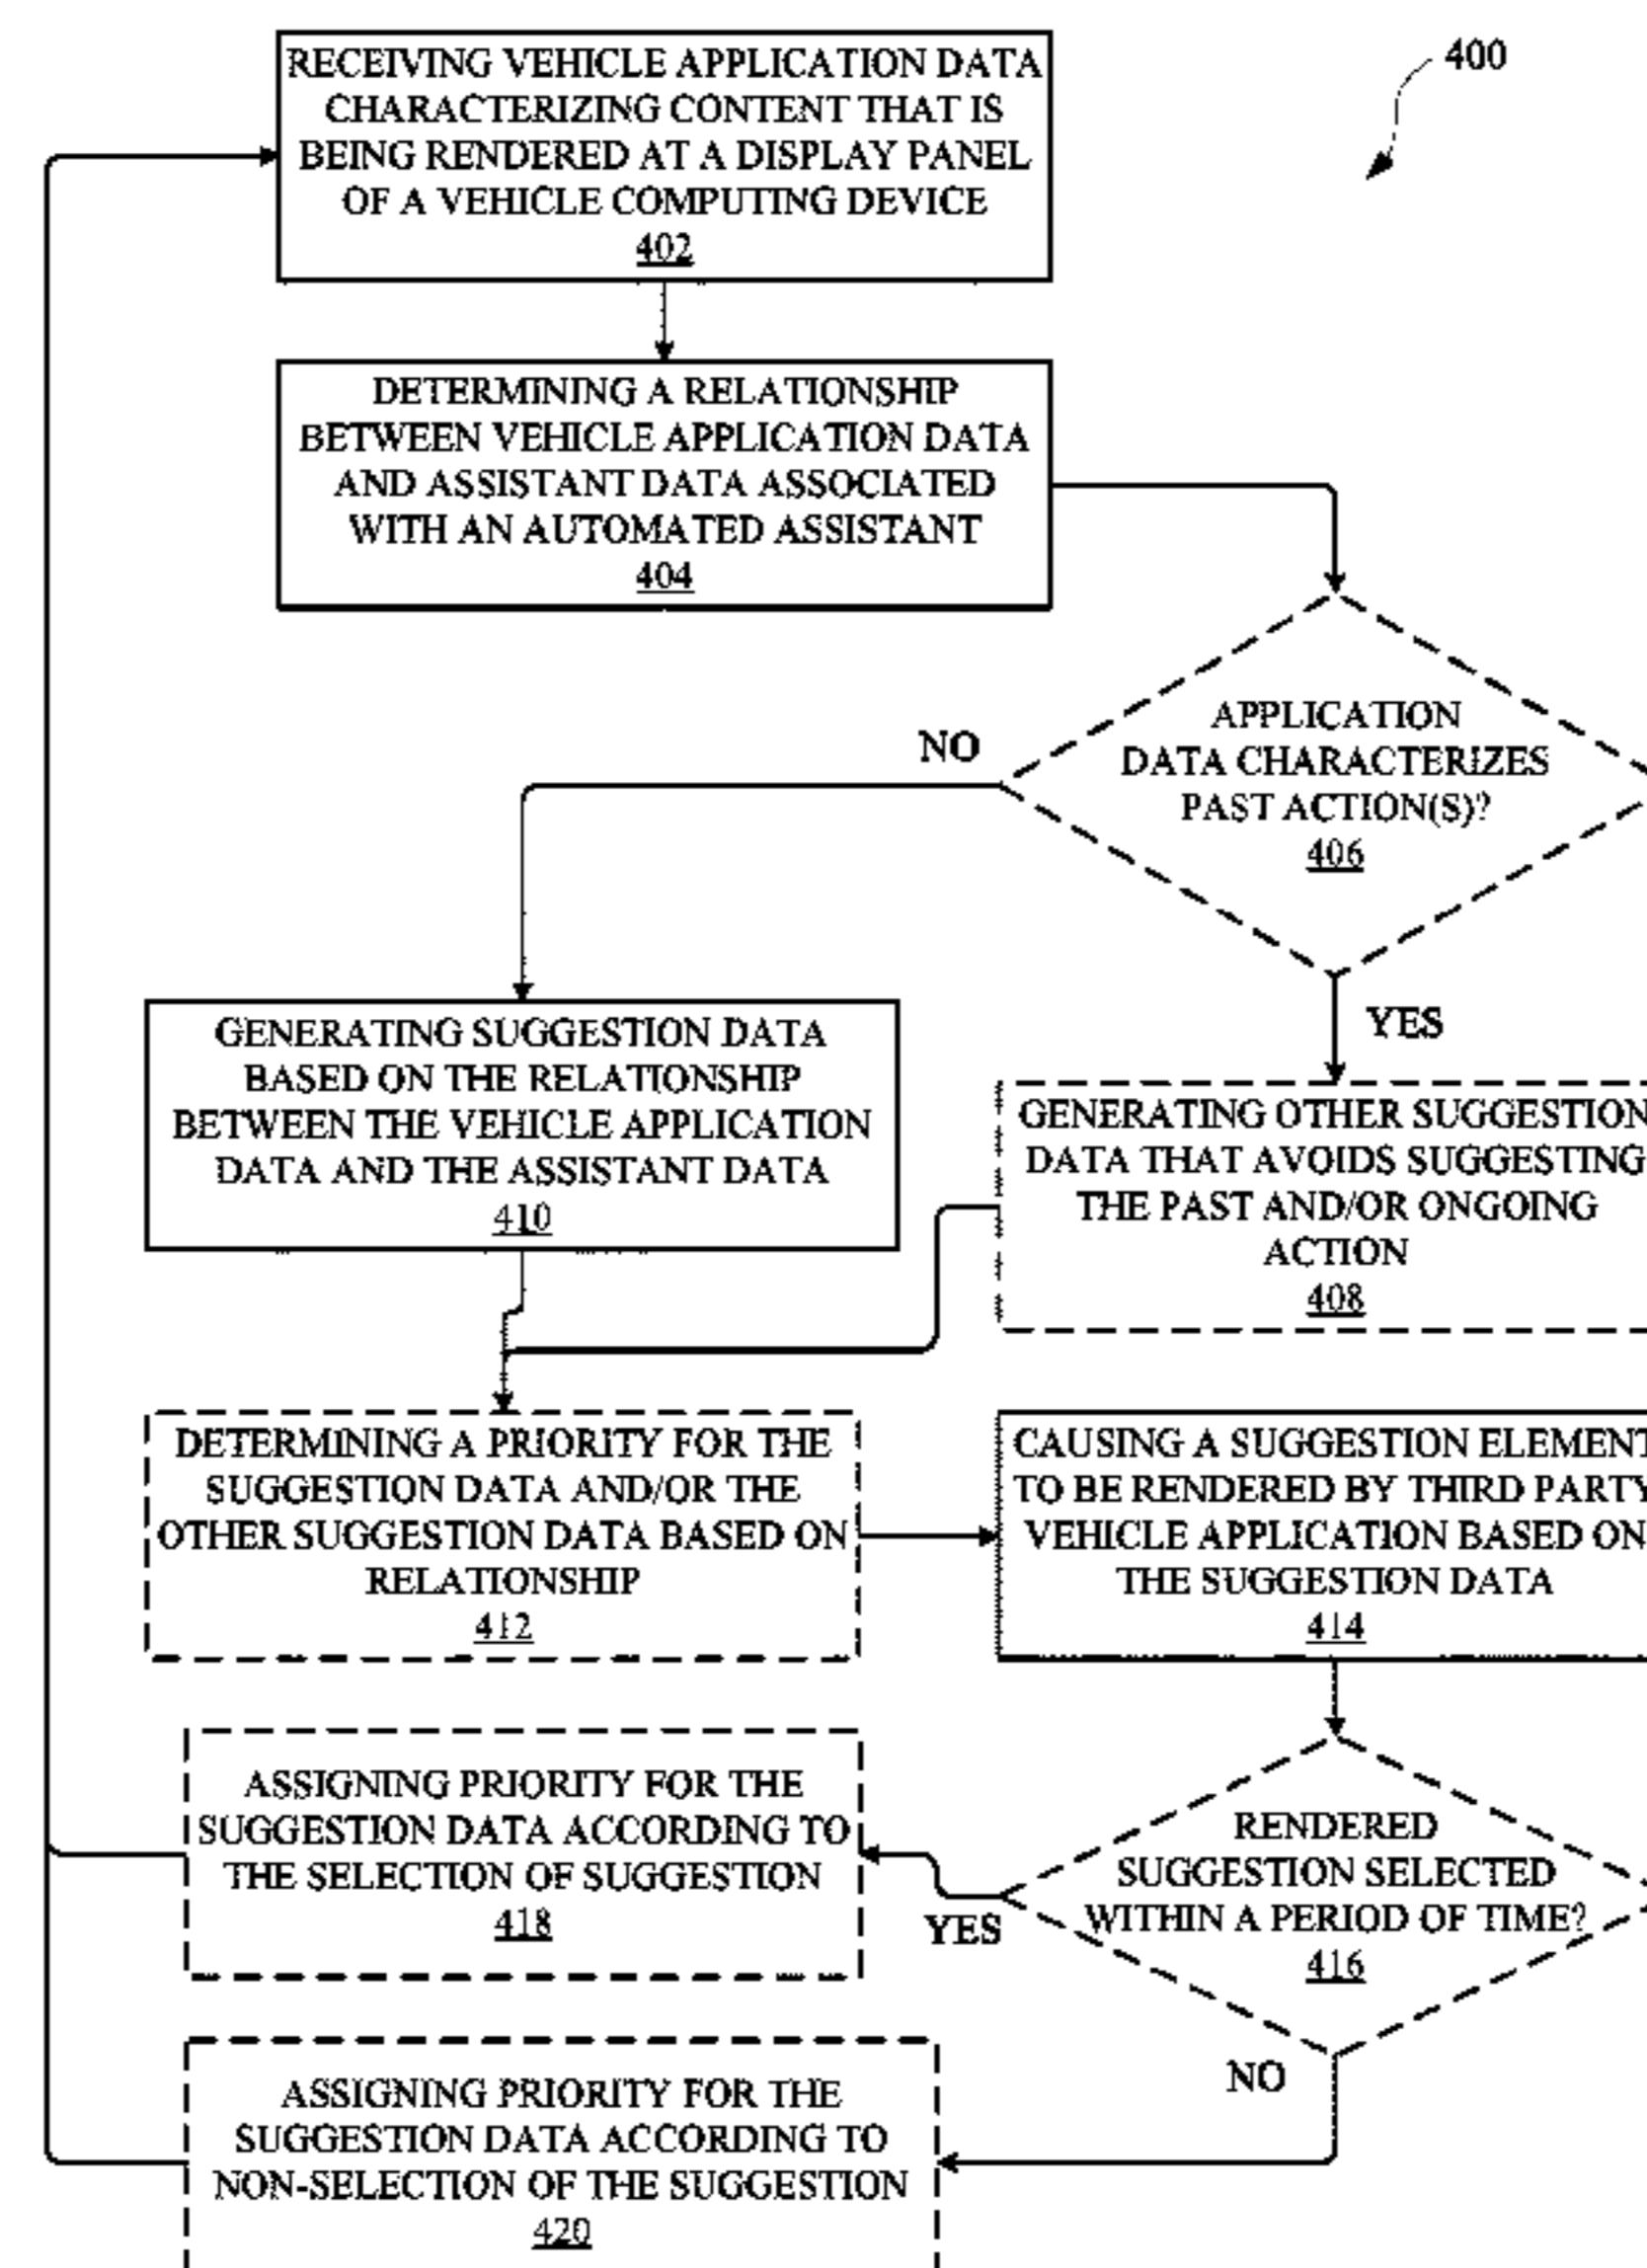 400
RECEIVING VEHICLE APPLICATION DATA
CHARACTERIZING CONTENT THAT IS
BEING RENDERED AT A DISPLAY PANEL
OF A VEHICLE COMPUTING DEVICE
402
DETERMINING A RELATIONSHIP
BETWEEN VEHICLE APPLICATION DATA
AND ASSISTANT DATA ASSOCIATED
WITH AN AUTOMATED ASSISTANT
404
APPLICATION
DATA CHARACTERIZES
PAST ACTION(S)?
406
NO
YES
GENERATING SUGGESTION DATA
BASED ON THE RELATIONSHIP
BETWEEN THE VEHICLE APPLICATION
DATA AND THE ASSISTANT DATA
410
GENERATING OTHER SUGGESTION
DATA THAT AVOIDS SUGGESTING
THE PAST AND/OR ONGOING
ACTION
408
DETERMINING A PRIORITY FOR THE
SUGGESTION DATA AND/OR THE
OTHER SUGGESTION DATA BASED ON
RELATIONSHIP
412
CAUSING A SUGGESTION ELEMENT
TO BE RENDERED BY THIRD PARTY
VEHICLE APPLICATION BASED ON
THE SUGGESTION DATA
414
RENDERED
SUGGESTION SELECTED
WITHIN A PERIOD OF TIME?
416
YES
NO
ASSIGNING PRIORITY FOR THE
SUGGESTION DATA ACCORDING TO
THE SELECTION OF SUGGESTION
418
ASSIGNING PRIORITY FOR THE
SUGGESTION DATA ACCORDING TO
NON-SELECTION OF THE SUGGESTION
420